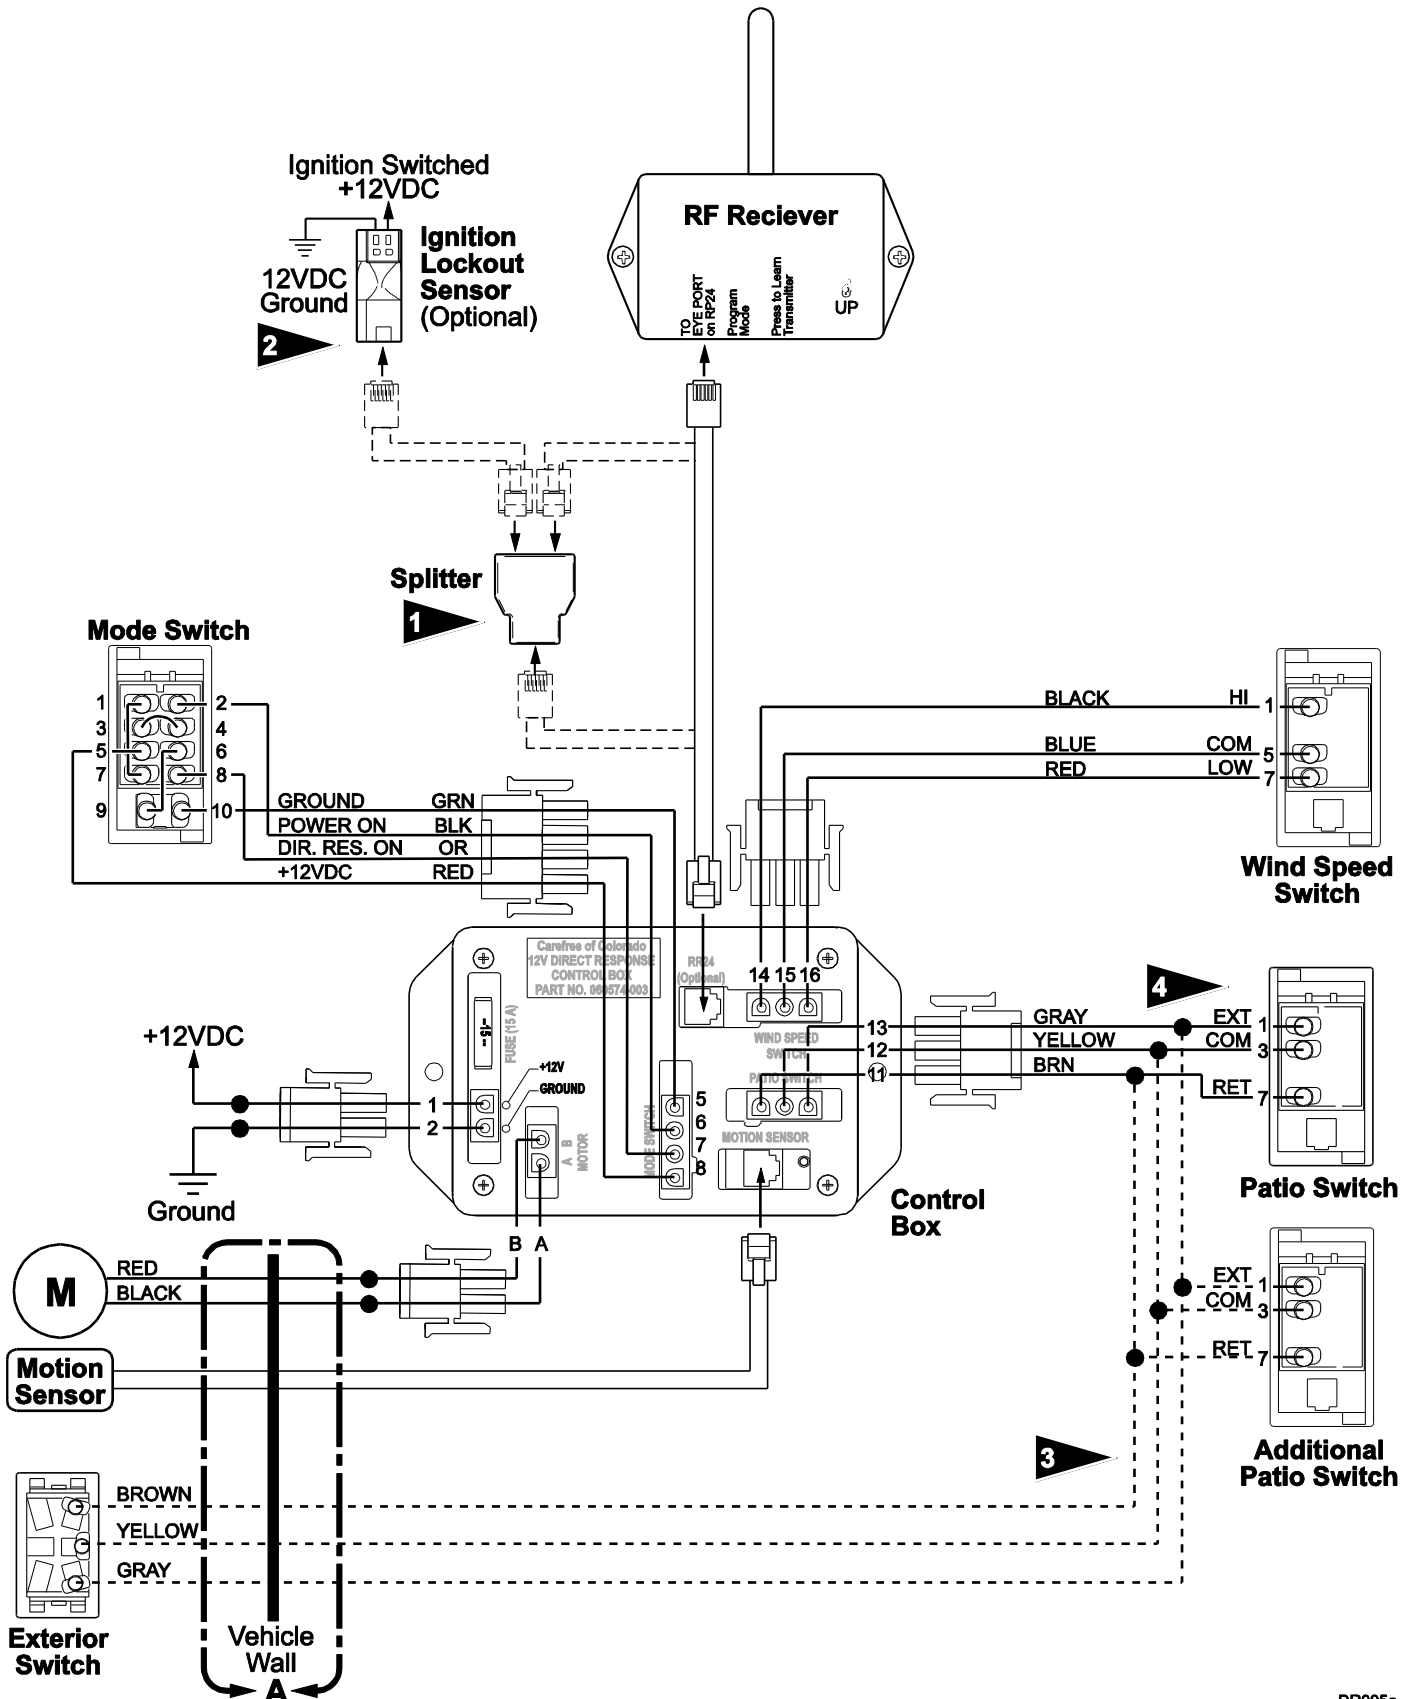 Ignition Switched
+12VDC
12VDC
Ground
Ignition
Lockout
Sensor
(Optional)
2
RF Reciever
TO
EYE PORT
on RP24
Program
Mode
Press to Learn
Transmitter
UP
Splitter
1
Mode Switch
1
2
3
4
5
6
7
8
9
10
GROUND GRN
POWER ON BLK
DIR. RES. ON OR
+12VDC RED
BLACK HI 1
BLUE COM 5
RED LOW 7
Wind Speed
Switch
Carefree of Colorado
12V DIRECT RESPONSE
CONTROL BOX
PART NO. 060574-003
RR24
(Optional)
14 15 16
WIND SPEED
SWITCH
FUSE (15 A)
-15-
+12V
GROUND
A B
MOTOR
MODE SWITCH
5
6
7
8
PATIO SWITCH
MOTION SENSOR
13
12
11
Control
Box
4
GRAY EXT 1
YELLOW COM 3
BRN RET 7
Patio Switch
+12VDC
1
2
Ground
B A
M
RED
BLACK
Motion
Sensor
EXT 1
COM 3
RET 7
Additional
Patio Switch
3
BROWN
YELLOW
GRAY
Exterior
Switch
Vehicle
Wall
A